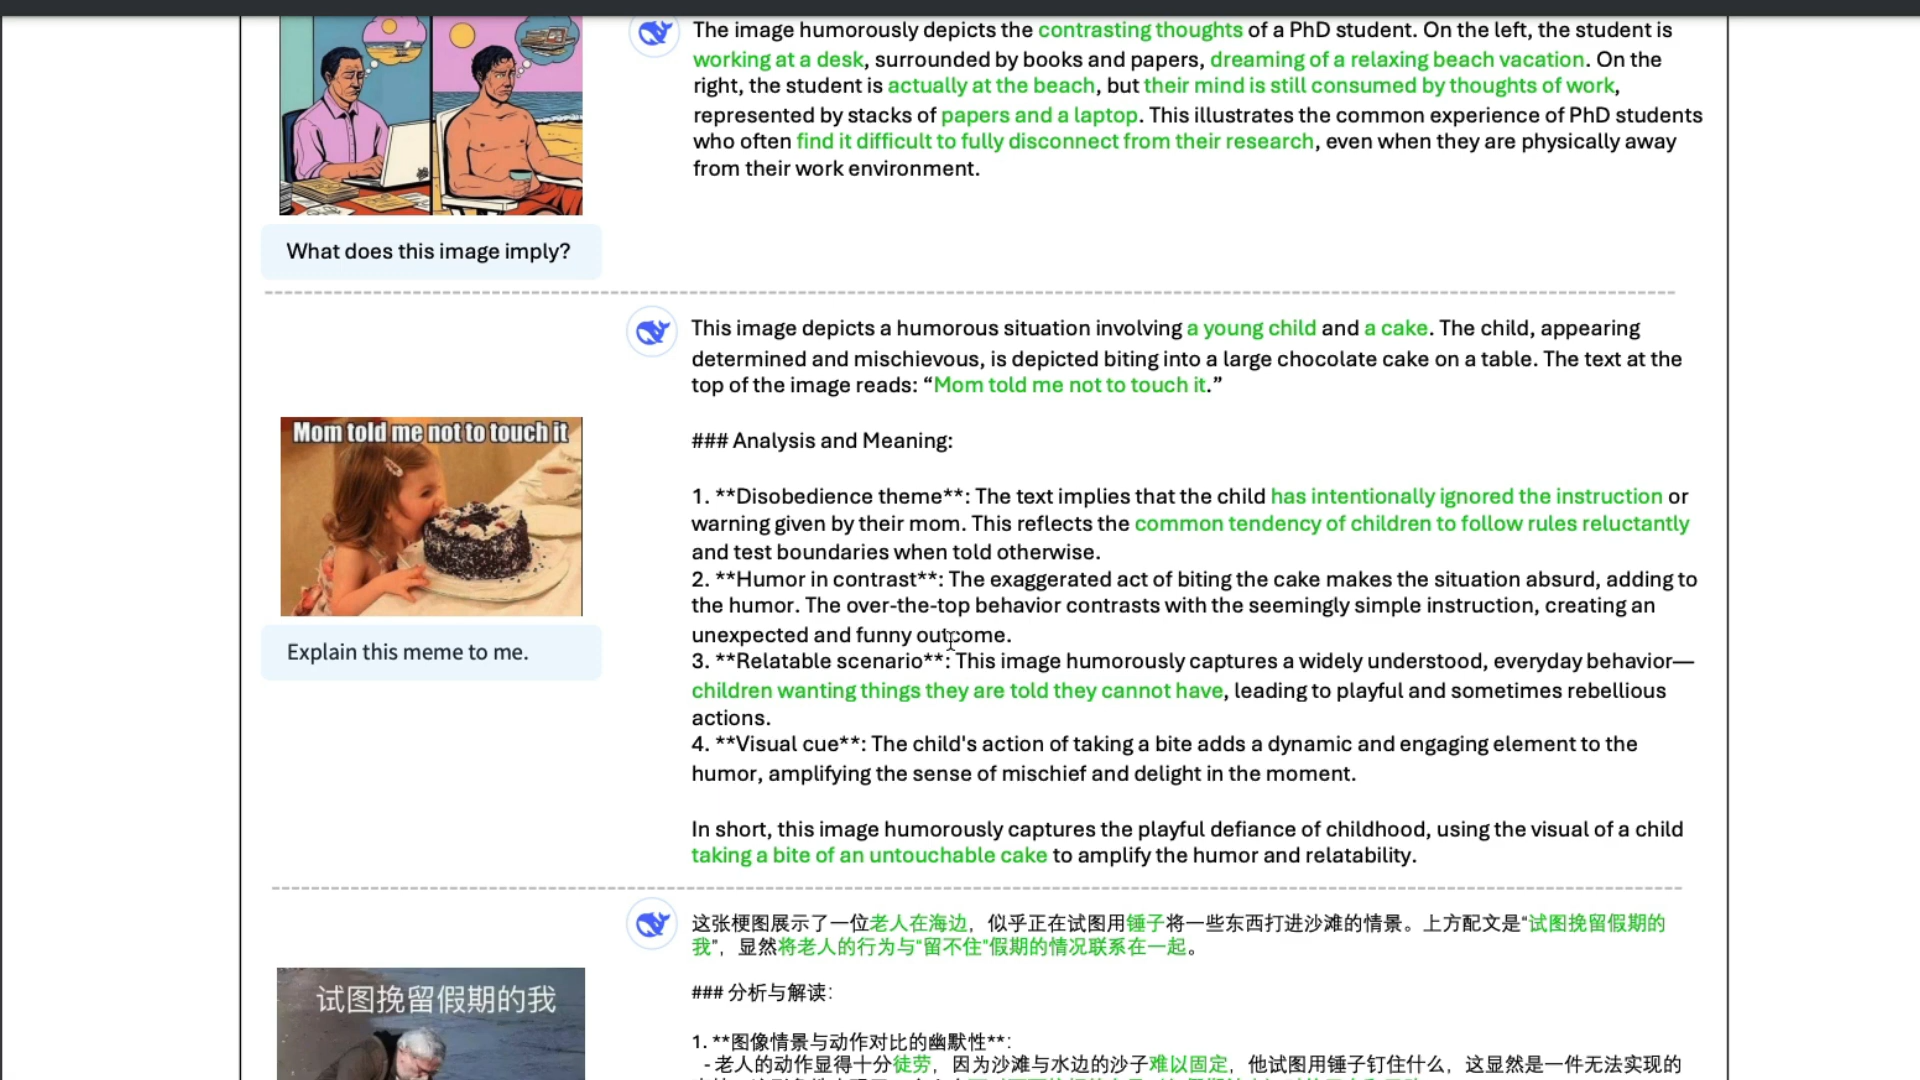 The image humorously depicts the contrasting thoughts of a PhD student. On the left, the student is
working at a desk, surrounded by books and papers, dreaming of a relaxing beach vacation. On the
right, the student is actually at the beach, but their mind is still consumed by thoughts of work,
represented by stacks of papers and a laptop. This illustrates the common experience of PhD students
who often find it difficult to fully disconnect from their research, even when they are physically away
from their work environment.
What does this image imply?
This image depicts a humorous situation involving a young child and a cake. The child, appearing
determined and mischievous, is depicted biting into a large chocolate cake on a table. The text at the
top of the image reads: “Mom told me not to touch it.”
### Analysis and Meaning:
1. **Disobedience theme**: The text implies that the child has intentionally ignored the instruction or
warning given by their mom. This reflects the common tendency of children to follow rules reluctantly
and test boundaries when told otherwise.
2. **Humor in contrast**: The exaggerated act of biting the cake makes the situation absurd, adding to
the humor. The over-the-top behavior contrasts with the seemingly simple instruction, creating an
unexpected and funny outcome.
3. **Relatable scenario**: This image humorously captures a widely understood, everyday behavior—
children wanting things they are told they cannot have, leading to playful and sometimes rebellious
actions.
4. **Visual cue**: The child's action of taking a bite adds a dynamic and engaging element to the
humor, amplifying the sense of mischief and delight in the moment.
In short, this image humorously captures the playful defiance of childhood, using the visual of a child
taking a bite of an untouchable cake to amplify the humor and relatability.
Mom told me not to touch it
Explain this meme to me.
这张梗图展示了一位老人在海边，似乎正在试图用锤子将一些东西打进沙滩的情景。上方配文是“试图挽留假期的
我”，显然将老人的行为与“留不住”假期的情况联系在一起。
### 分析与解读:
1. **图像情景与动作对比的幽默性**:
- 老人的动作显得十分徒劳，因为沙滩与水边的沙子难以固定，他试图用锤子钉住什么，这显然是一件无法实现的
试图挽留假期的我